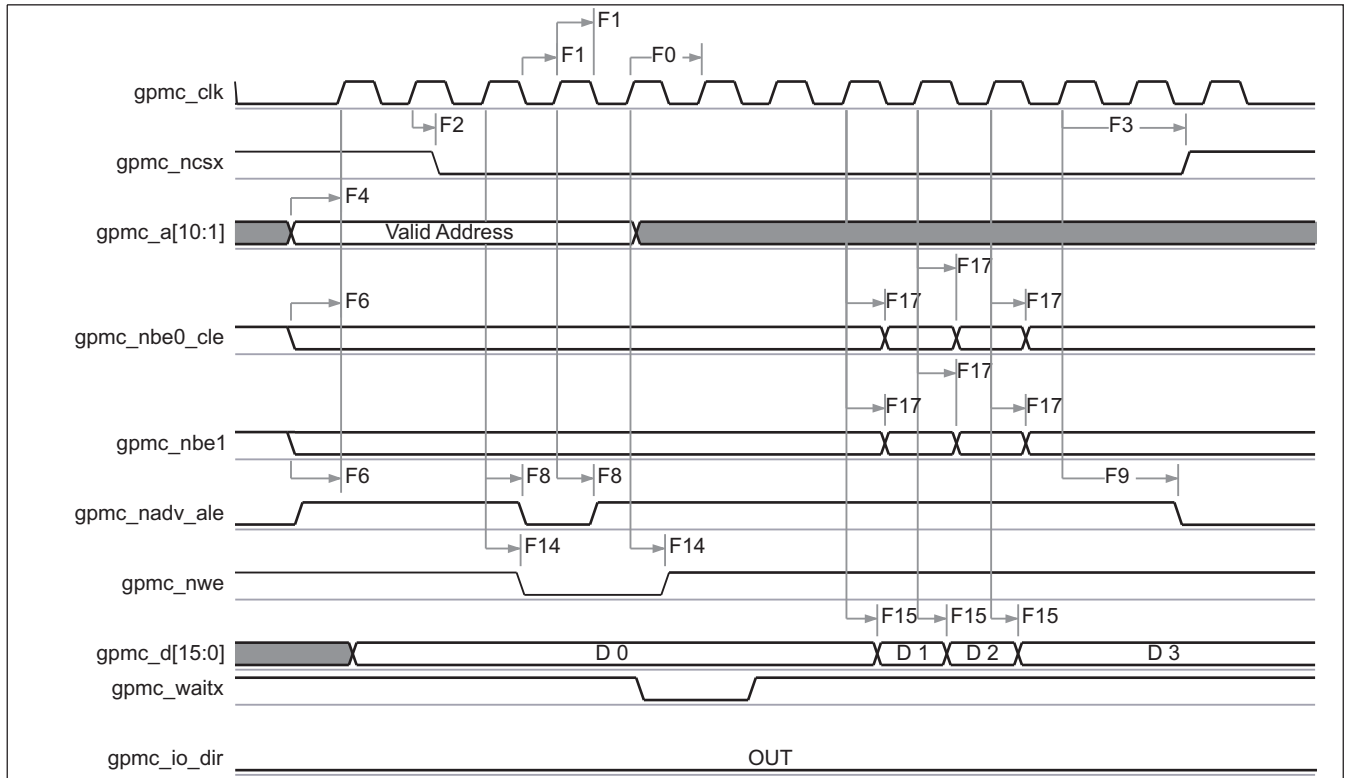 F1
F1 F0
gpmc_clk
F2 F3
gpmc_ncsx
F4
gpmc_a[10:1] Valid Address
F17
F6 F17 F17
gpmc_nbe0_cle
F17
F17 F17
gpmc_nbe1
F6 F8 F8 F9
gpmc_nadv_ale
F14 F14
gpmc_nwe
F15 F15 F15
gpmc_d[15:0] D 0 D 1 D 2 D 3
gpmc_waitx
gpmc_io_dir OUT